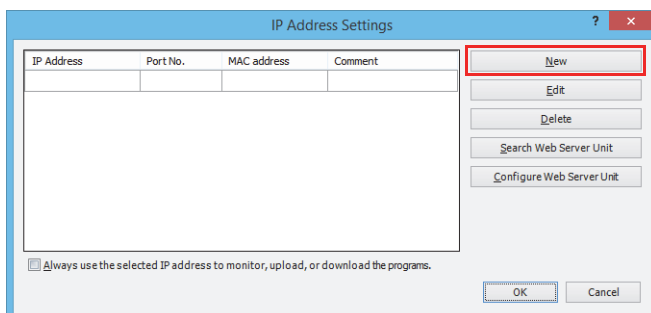 IP Address Settings
? ×
IP Address Port No. MAC address Comment
New
Edit
Delete
Search Web Server Unit
Configure Web Server Unit
Always use the selected IP address to monitor, upload, or download the programs.
OK Cancel